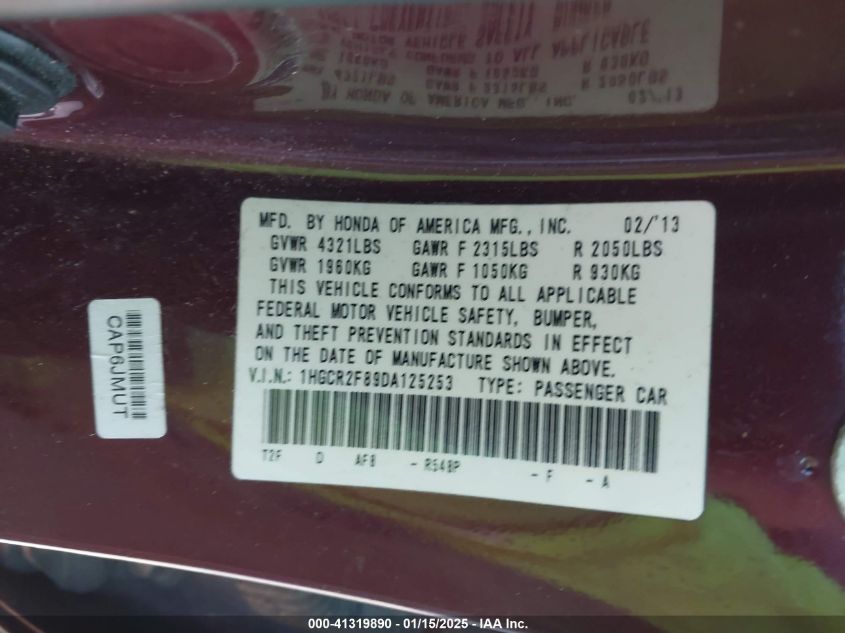 MFD. BY HONDA OF AMERICA MFG., INC. 02/'13
GVWR 4321LBS GAWR F 2315LBS R 2050LBS
GVWR 1960KG GAWR F 1050KG R 930KG
THIS VEHICLE CONFORMS TO ALL APPLICABLE
FEDERAL MOTOR VEHICLE SAFETY, BUMPER,
AND THEFT PREVENTION STANDARDS IN EFFECT
ON THE DATE OF MANUFACTURE SHOWN ABOVE.
V.I.N.: 1HGCR2F89DA125253 TYPE: PASSENGER CAR
T2F D AF8 - R548P - F - A
CAP6JMUT
000-41319890 - 01/15/2025 - IAA Inc.